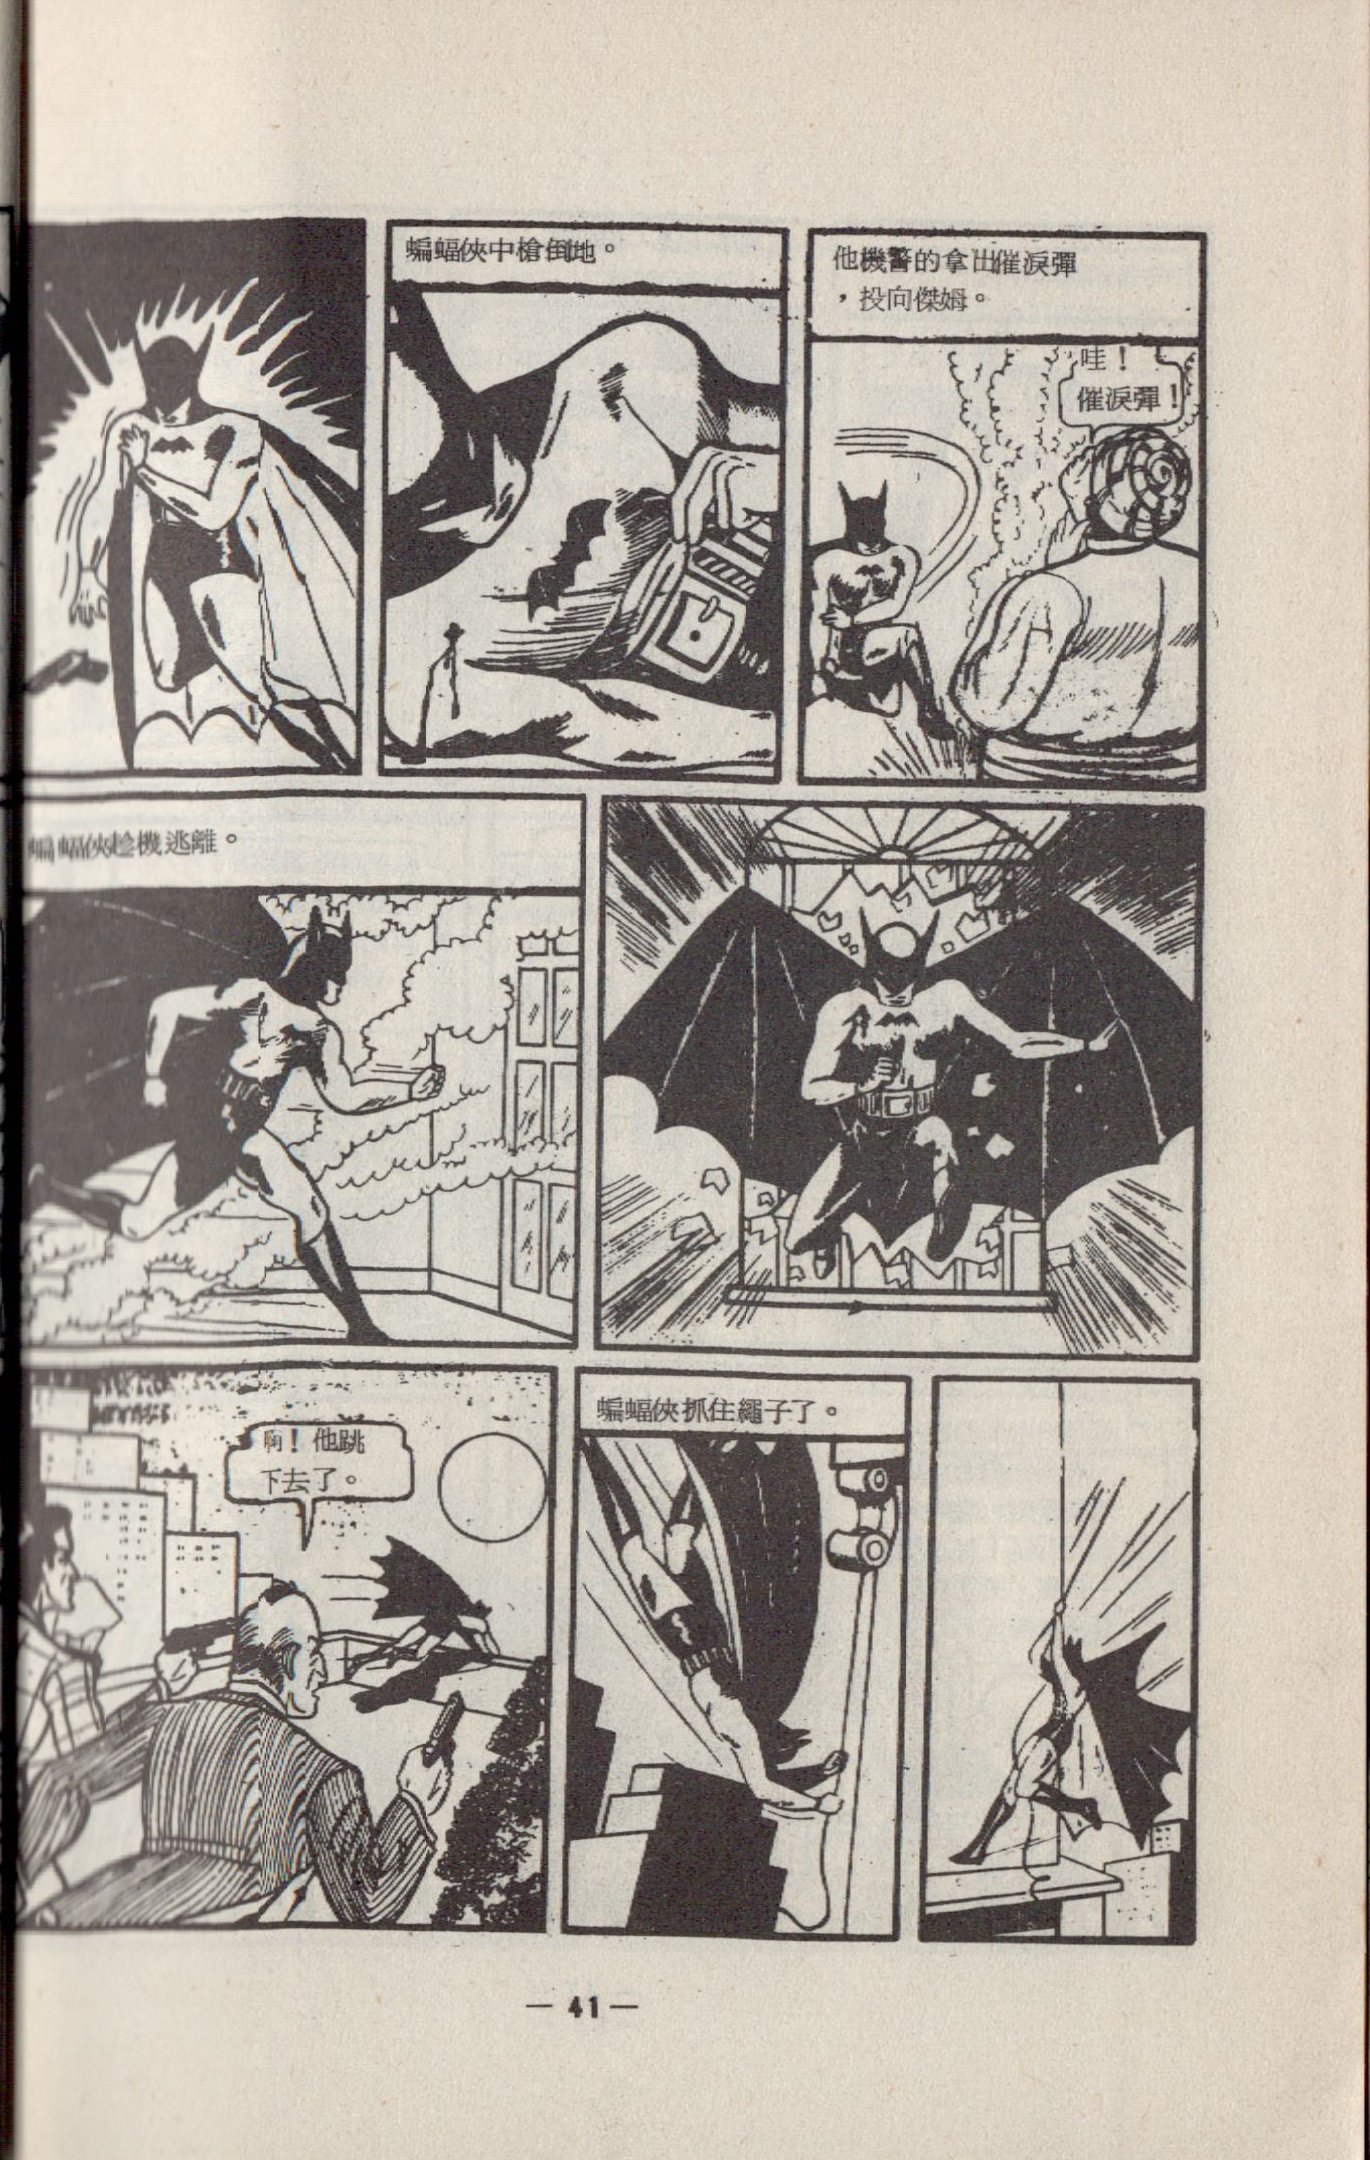 蝙蝠俠中槍倒地。
他機警的拿出催淚彈
，投向傑姆。
哇！
催淚彈！
蝙蝠俠趁機逃離。
啊！他跳
下去了。
蝙蝠俠抓住繩子了。
— 41 —